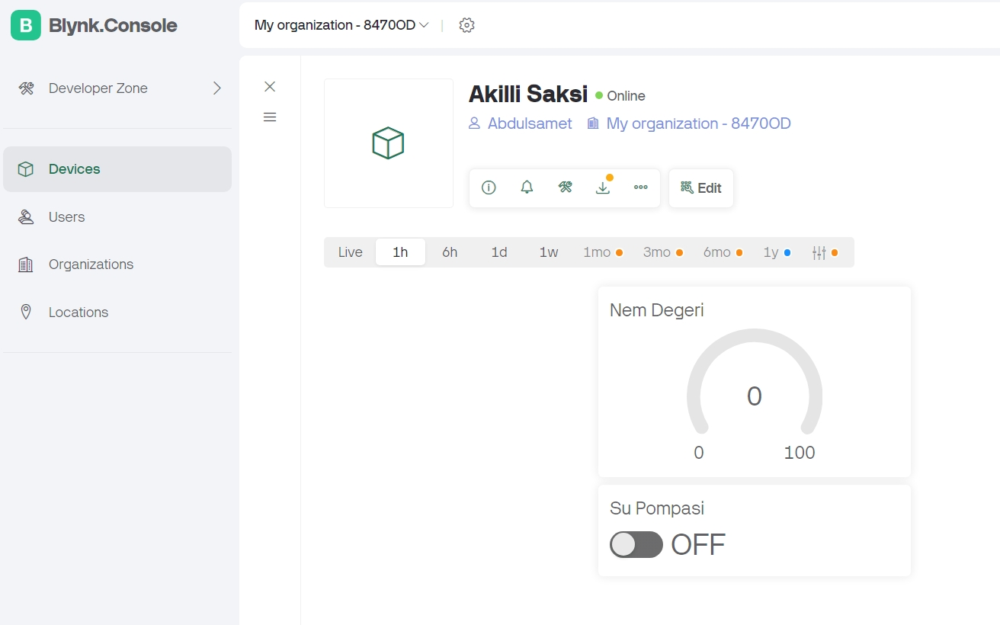 B Blynk.Console
My organization - 8470OD
Developer Zone
Devices
Users
Organizations
Locations
Akilli Saksi Online
Abdulsamet My organization - 8470OD
Edit
Live 1h 6h 1d 1w 1mo 3mo 6mo 1y
Nem Degeri
0
0 100
Su Pompasi
OFF